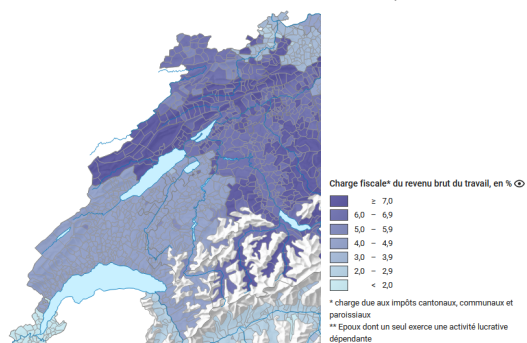 Charge fiscale* du revenu brut du travail, en %
≥ 7,0
6,0 – 6,9
5,0 – 5,9
4,0 – 4,9
3,0 – 3,9
2,0 – 2,9
< 2,0
* charge due aux impôts cantonaux, communaux et
paroissiaux
** Epoux dont un seul exerce une activité lucrative
dépendante